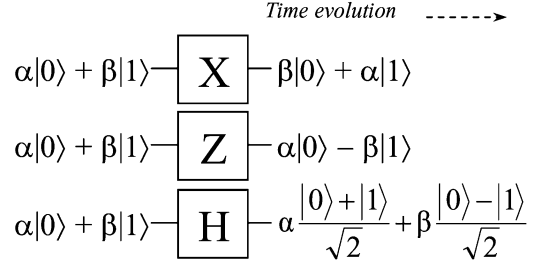 Time evolution
α|0⟩ + β|1⟩ X β|0⟩ + α|1⟩
α|0⟩ + β|1⟩ Z α|0⟩ − β|1⟩
α|0⟩ + β|1⟩ H α |0⟩+|1⟩/√2 + β |0⟩−|1⟩/√2